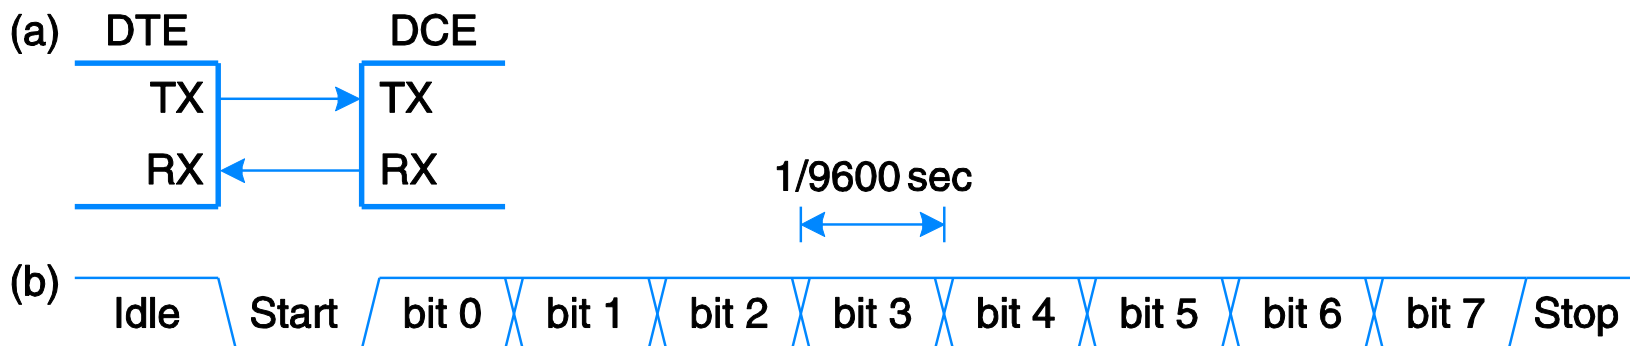 (a) DTE DCE
TX TX
RX RX
1/9600 sec
(b) Idle Start bit 0 bit 1 bit 2 bit 3 bit 4 bit 5 bit 6 bit 7 Stop